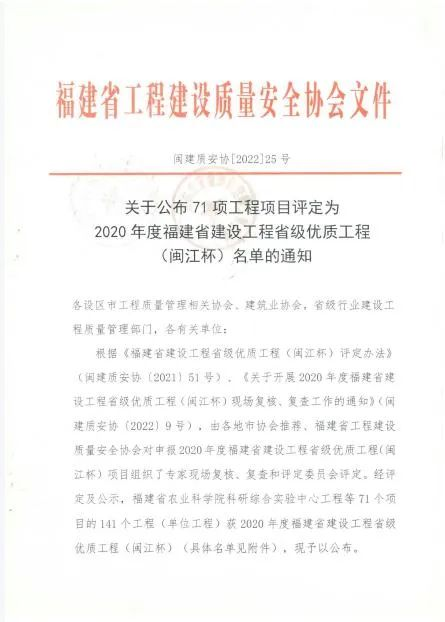 福建省工程建设质量安全协会文件
闽建质安协[2022]25 号
关于公布 71 项工程项目评定为
2020 年度福建省建设工程省级优质工程
（闽江杯）名单的通知
各设区市工程质量管理相关协会、建筑业协会，省级行业建设工
程质量管理部门，各有关单位：
根据《福建省建设工程省级优质工程（闽江杯）评定办法》
（闽建质安协〔2021〕51 号）、《关于开展 2020 年度福建省建
设工程省级优质工程（闽江杯）现场复核、复查工作的通知》（闽
建质安协〔2022〕9 号），由各地市协会推荐、福建省工程建设
质量安全协会对申报 2020 年度福建省建设工程省级优质工程（闽
江杯）项目组织了专家现场复核、复查和评定委员会评定。经评
定及公示，福建省农业科学院科研综合实验中心工程等 71 个项
目的 141 个工程（单位工程）获 2020 年度福建省建设工程省级
优质工程（闽江杯）（具体名单见附件），现予以公布。